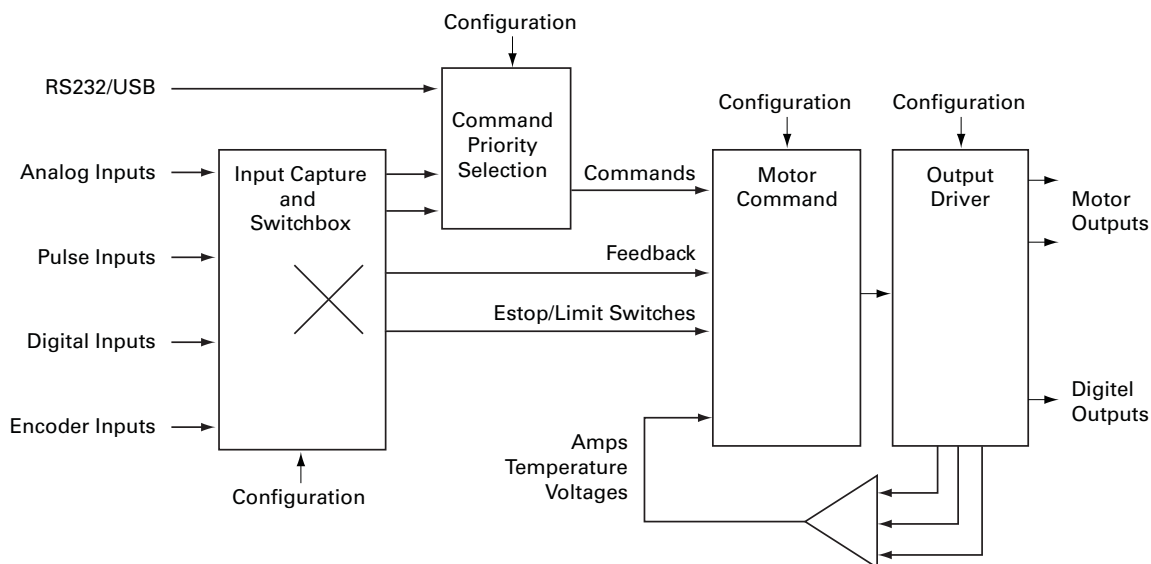 Configuration
RS232/USB
Command
Priority
Selection
Configuration
Configuration
Analog Inputs
Input Capture
and
Switchbox
Commands
Motor
Command
Output
Driver
Motor
Outputs
Pulse Inputs
Feedback
Estop/Limit Switches
Digital Inputs
Digitel
Outputs
Encoder Inputs
Amps
Temperature
Voltages
Configuration